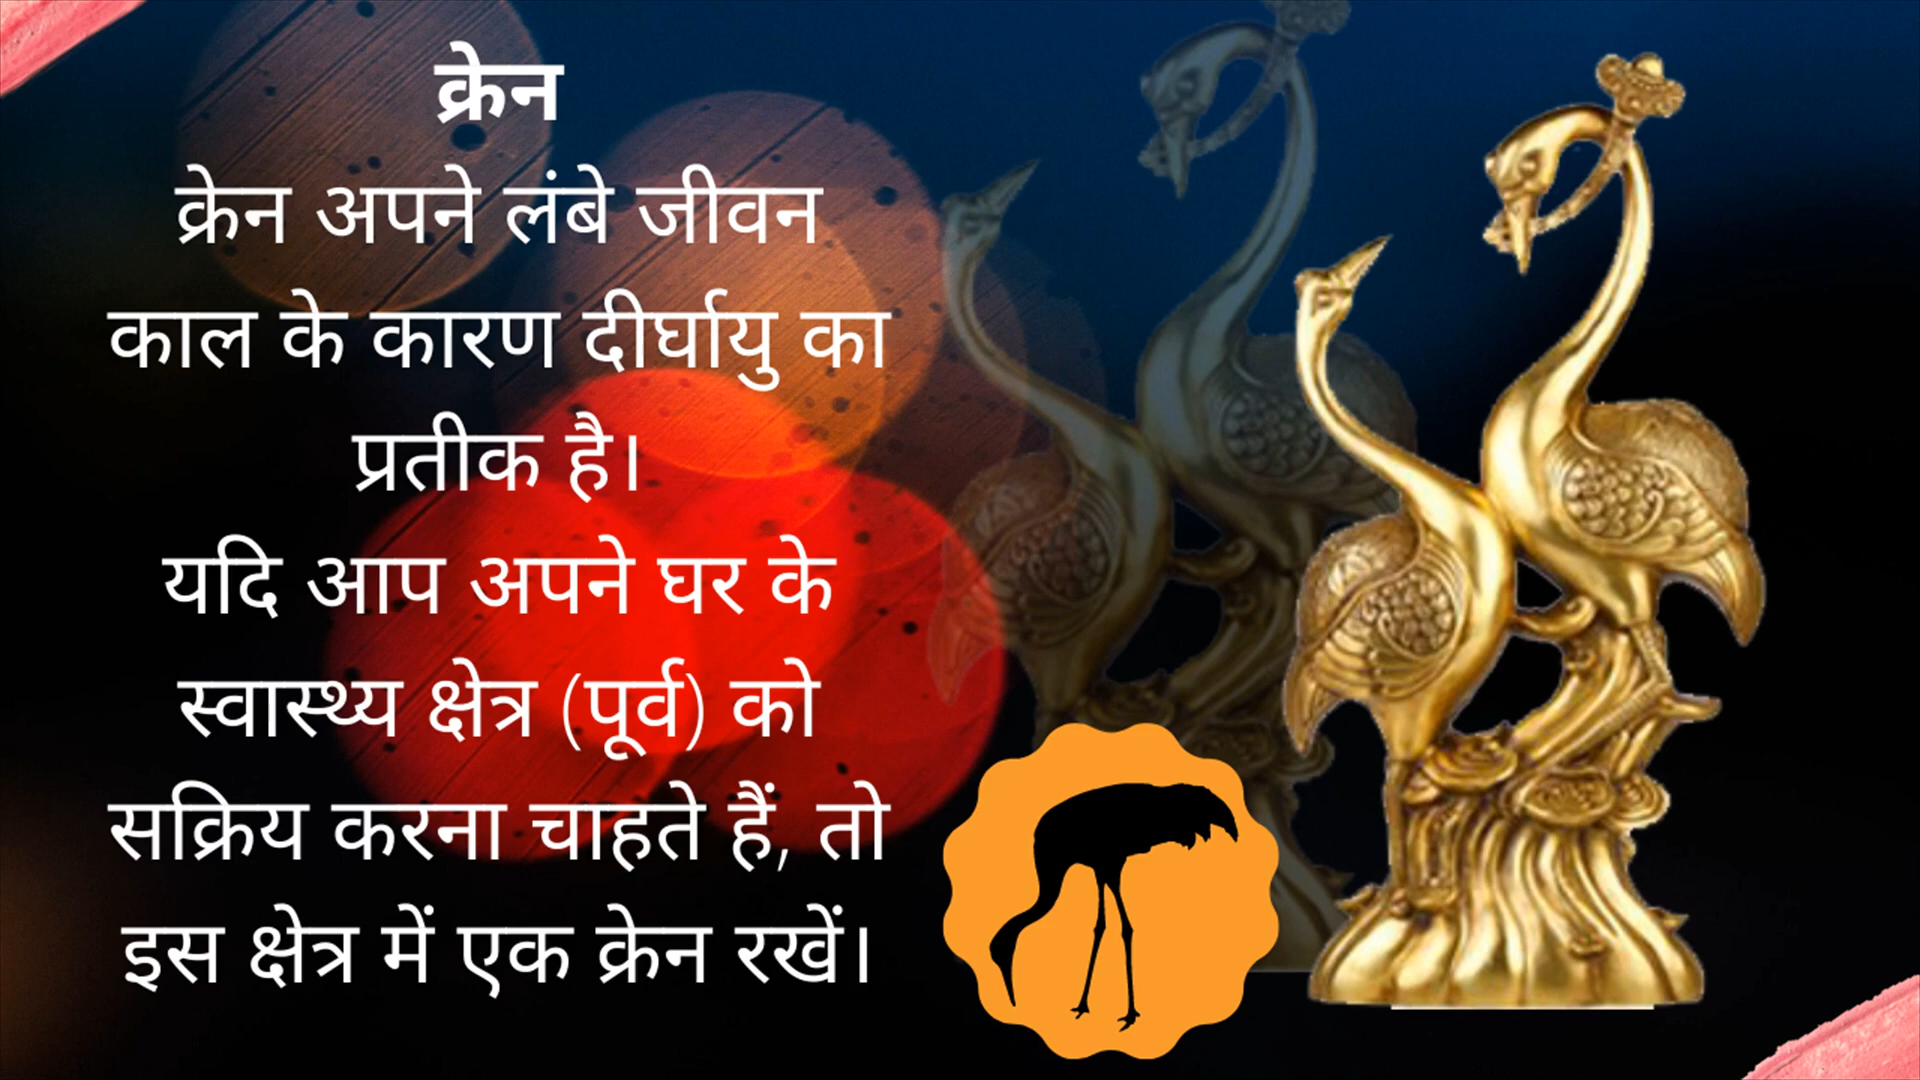 क्रेन
क्रेन अपने लंबे जीवन
काल के कारण दीर्घायु का
प्रतीक है।
यदि आप अपने घर के
स्वास्थ्य क्षेत्र (पूर्व) को
सक्रिय करना चाहते हैं, तो
इस क्षेत्र में एक क्रेन रखें।